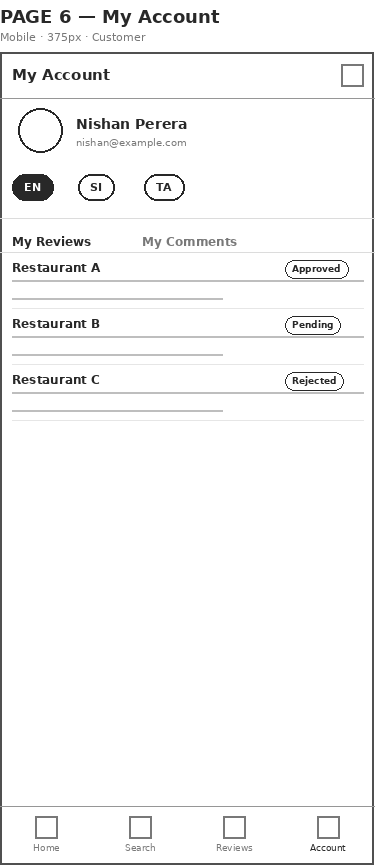 PAGE 6 — My Account
Mobile · 375px · Customer
My Account
Nishan Perera
nishan@example.com
EN SI TA
My Reviews My Comments
Restaurant A Approved
Restaurant B Pending
Restaurant C Rejected
Home Search Reviews Account